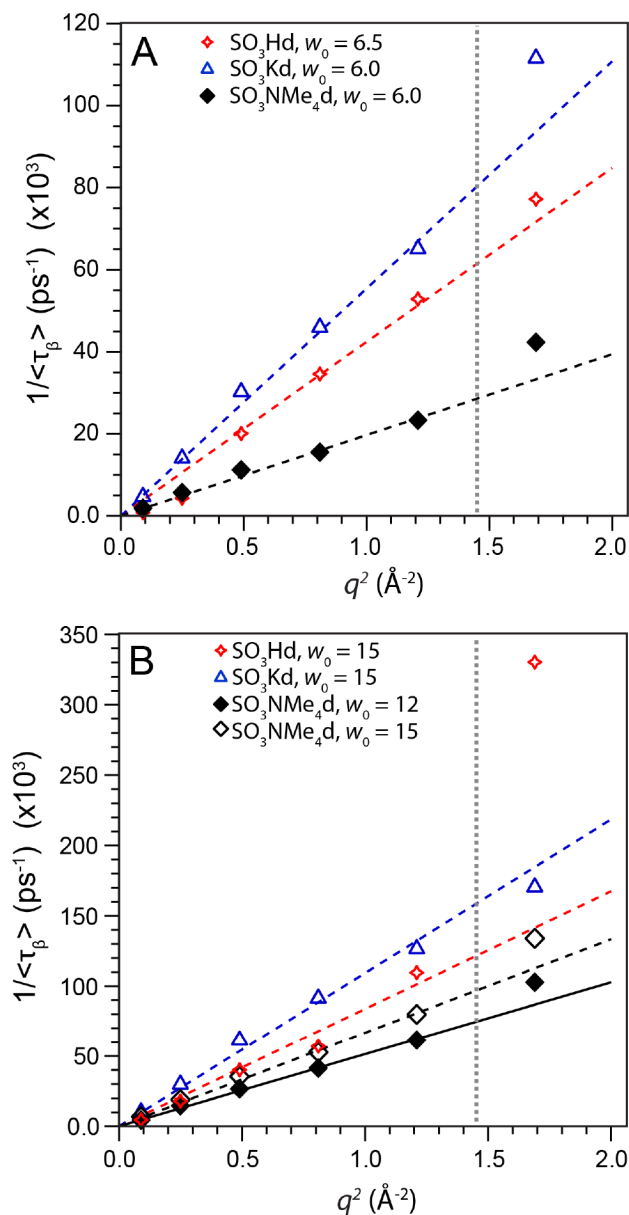 A
SO₃Hd, w₀ = 6.5
SO₃Kd, w₀ = 6.0
SO₃NMe₄d, w₀ = 6.0
120
100
80
60
40
20
0.0
1/<τᵦ> (ps⁻¹) (x10³)
0.0 0.5 1.0 1.5 2.0
q² (Å⁻²)
B
SO₃Hd, w₀ = 15
SO₃Kd, w₀ = 15
SO₃NMe₄d, w₀ = 12
SO₃NMe₄d, w₀ = 15
350
300
250
200
150
100
50
0.0
1/<τᵦ> (ps⁻¹) (x10³)
0.0 0.5 1.0 1.5 2.0
q² (Å⁻²)